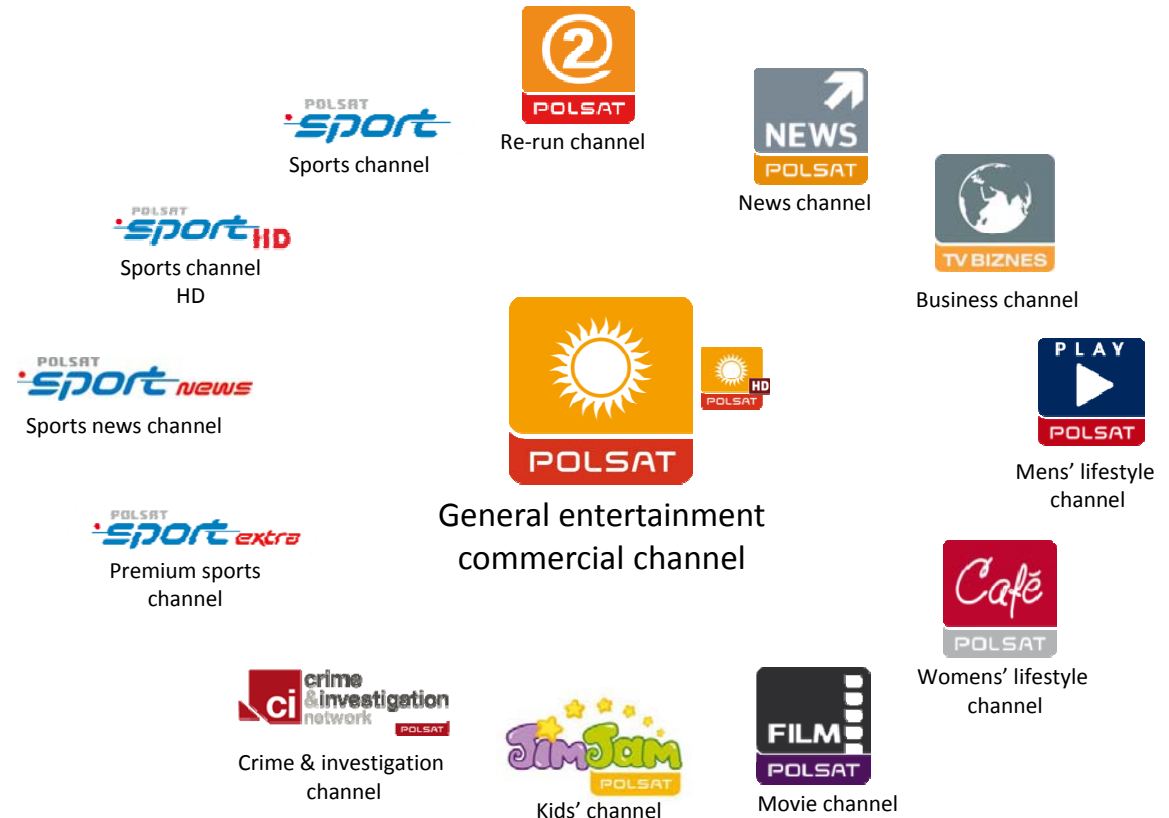 2
POLSAT
Re-run channel
POLSAT
sport
Sports channel
NEWS
POLSAT
News channel
POLSAT
sport HD
Sports channel
HD
TV BIZNES
Business channel
POLSAT
HD
POLSAT
General entertainment
commercial channel
POLSAT
sport news
Sports news channel
PLAY
POLSAT
Mens’ lifestyle
channel
POLSAT
sport extra
Premium sports
channel
Café
POLSAT
Womens’ lifestyle
channel
ci
crime
&investigation
network
POLSAT
Crime & investigation
channel
JimJam
POLSAT
Kids’ channel
FILM
POLSAT
Movie channel